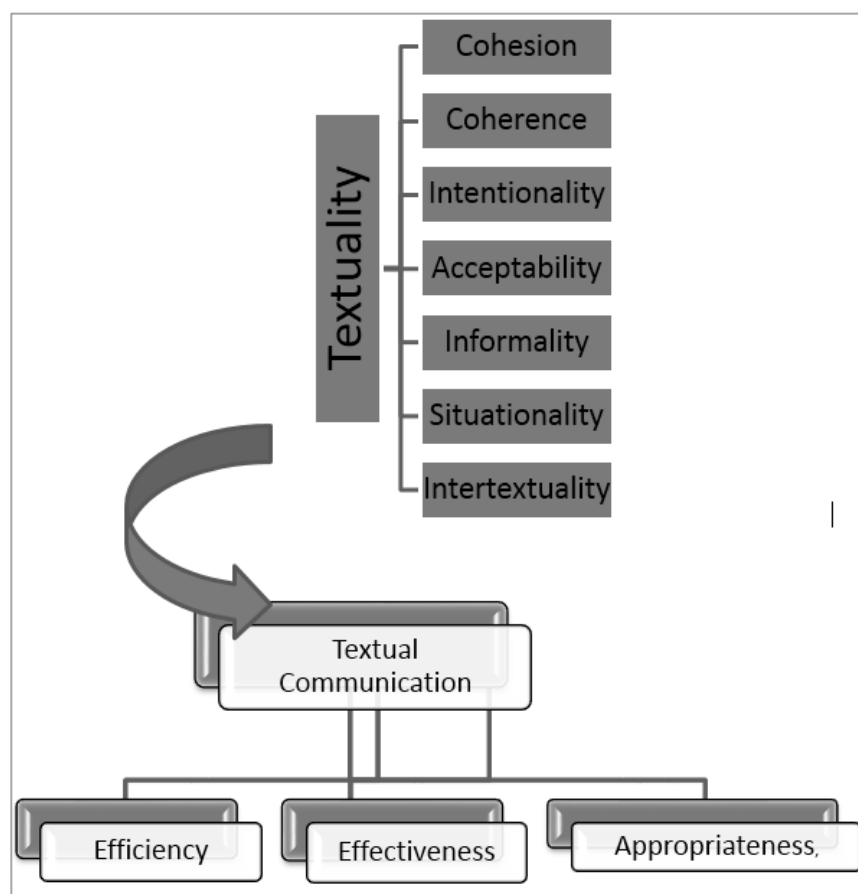 Textuality
Cohesion
Coherence
Intentionality
Acceptability
Informality
Situationality
Intertextuality
Textual
Communication
Efficiency
Effectiveness
Appropriateness,